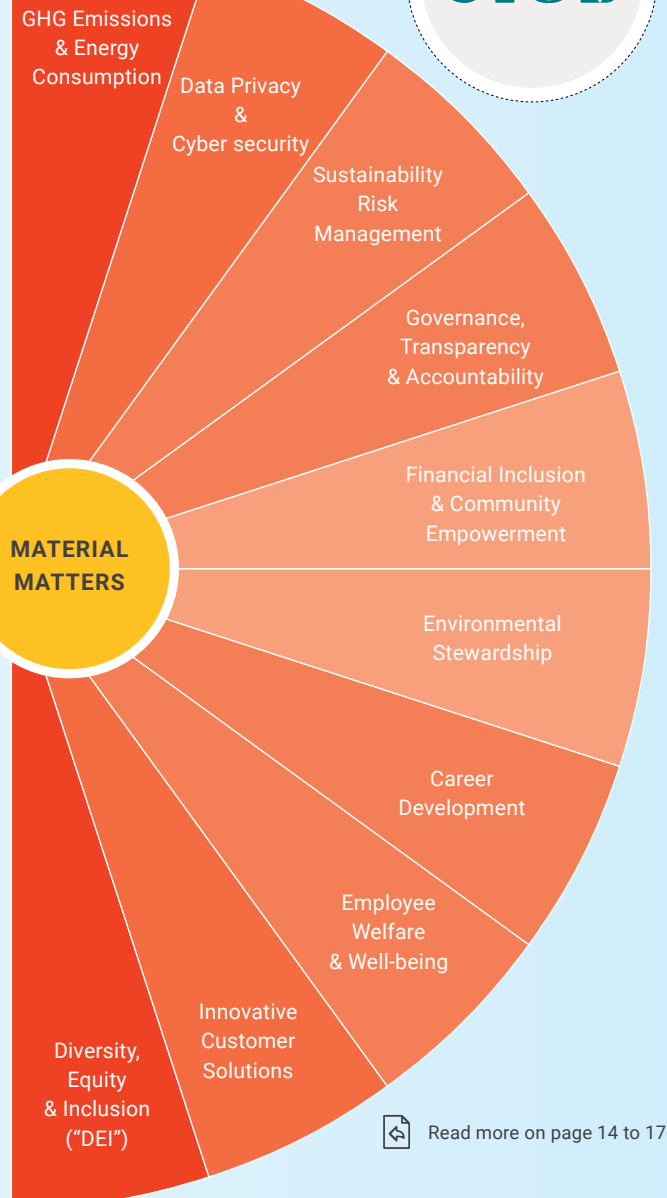 GHG Emissions
& Energy
Consumption
Data Privacy
&
Cyber security
Sustainability
Risk
Management
Governance,
Transparency
& Accountability
Financial Inclusion
& Community
Empowerment
MATERIAL
MATTERS
Environmental
Stewardship
Career
Development
Employee
Welfare
& Well-being
Innovative
Customer
Solutions
Diversity,
Equity
& Inclusion
(“DEI”)
Read more on page 14 to 17